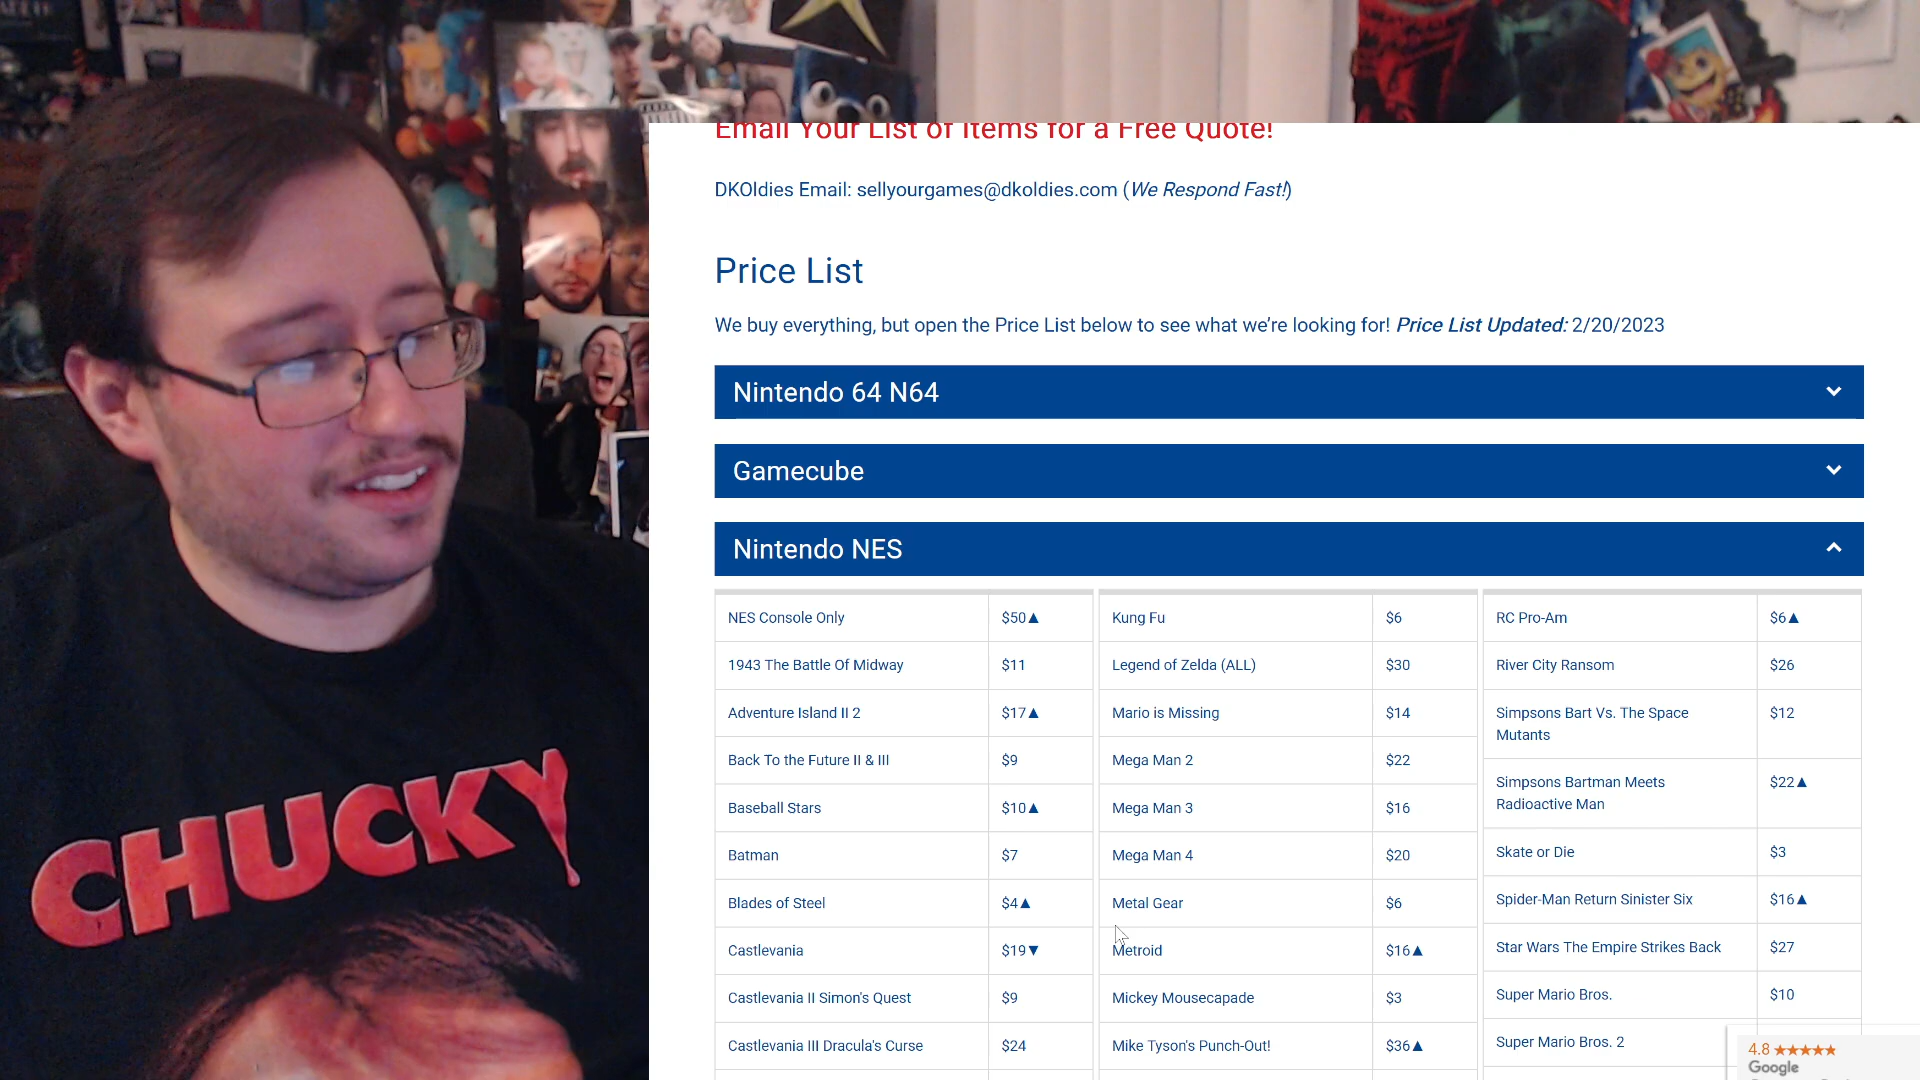 Email Your List of Items for a Free Quote!
DKOldies Email: sellyourgames@dkoldies.com (We Respond Fast!)
Price List
We buy everything, but open the Price List below to see what we’re looking for! Price List Updated: 2/20/2023
Nintendo 64 N64
Gamecube
Nintendo NES
NES Console Only $50▲
1943 The Battle Of Midway $11
Adventure Island II 2 $17▲
Back To the Future II & III $9
Baseball Stars $10▲
Batman $7
Blades of Steel $4▲
Castlevania $19▼
Castlevania II Simon's Quest $9
Castlevania III Dracula's Curse $24
Kung Fu $6
Legend of Zelda (ALL) $30
Mario is Missing $14
Mega Man 2 $22
Mega Man 3 $16
Mega Man 4 $20
Metal Gear $6
Metroid $16▲
Mickey Mousecapade $3
Mike Tyson's Punch-Out! $36▲
RC Pro-Am $6▲
River City Ransom $26
Simpsons Bart Vs. The Space $12
Mutants
Simpsons Bartman Meets $22▲
Radioactive Man
Skate or Die $3
Spider-Man Return Sinister Six $16▲
Star Wars The Empire Strikes Back $27
Super Mario Bros. $10
Super Mario Bros. 2
4.8 ★★★★★
Google
CHUCKY